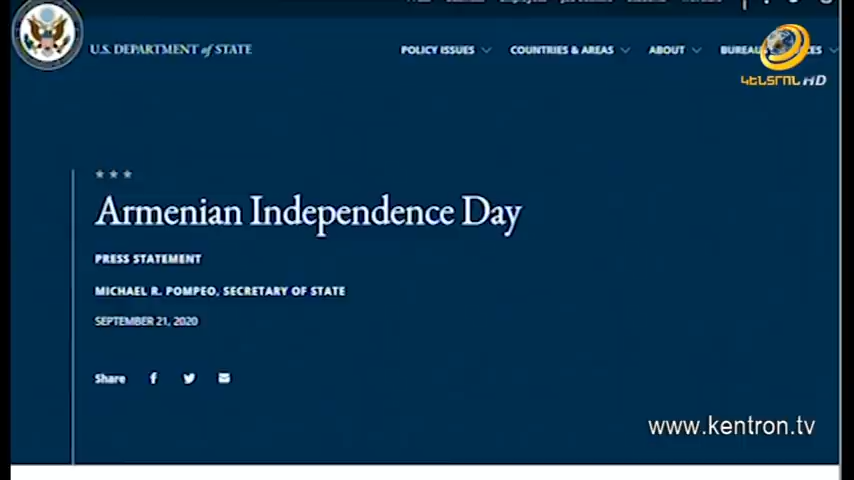 U.S. DEPARTMENT of STATE
POLICY ISSUES
COUNTRIES & AREAS
ABOUT
ԿԵՆՏՐՈՆ HD
Armenian Independence Day
PRESS STATEMENT
MICHAEL R. POMPEO, SECRETARY OF STATE
SEPTEMBER 21, 2020
Share
www.kentron.tv